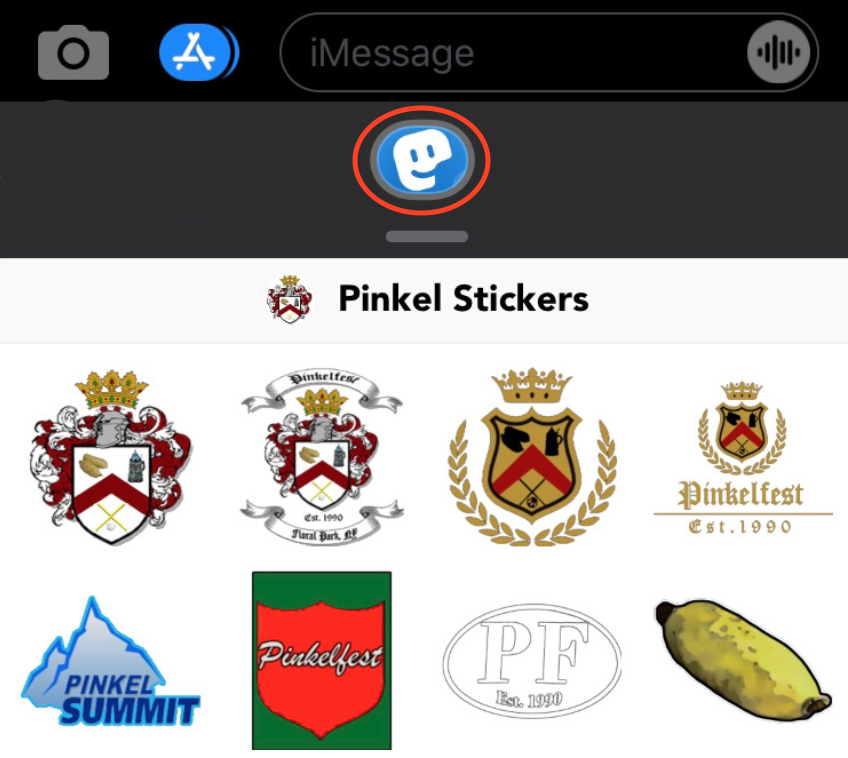 iMessage
Pinkel Stickers
Pinkelfest
Est. 1990
Floral Park, NY
Pinkelfest
Est.1990
PINKEL
SUMMIT
Pinkelfest
PF
Est. 1990